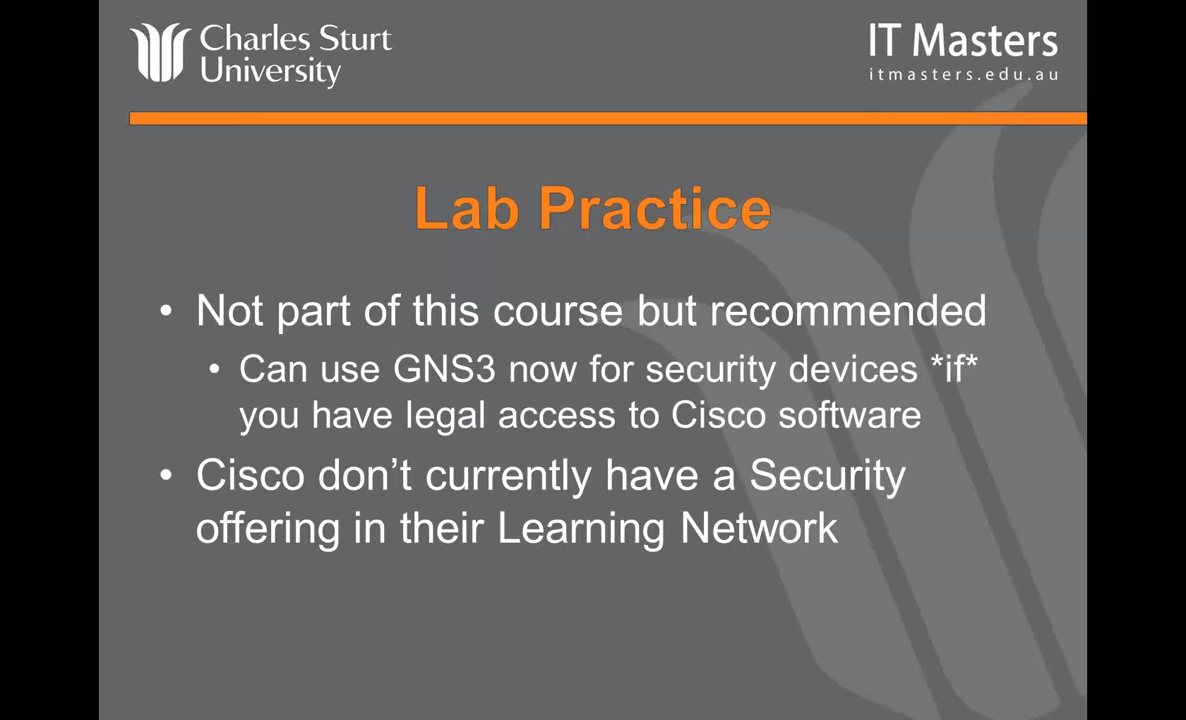 Charles Sturt
University
IT Masters
itmasters.edu.au
Lab Practice
• Not part of this course but recommended
• Can use GNS3 now for security devices *if*
you have legal access to Cisco software
• Cisco don’t currently have a Security
offering in their Learning Network